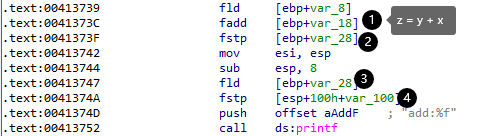 .text:00413739 fld [ebp+var_8]
.text:0041373C fadd [ebp+var_18] 1 z = y + x
.text:0041373F fstp [ebp+var_28] 2
.text:00413742 mov esi, esp
.text:00413744 sub esp, 8
.text:00413747 fld [ebp+var_28] 3
.text:0041374A fstp [esp+100h+var_100] 4
.text:0041374D push offset aAddF ; "add:%f"
.text:00413752 call ds:printf